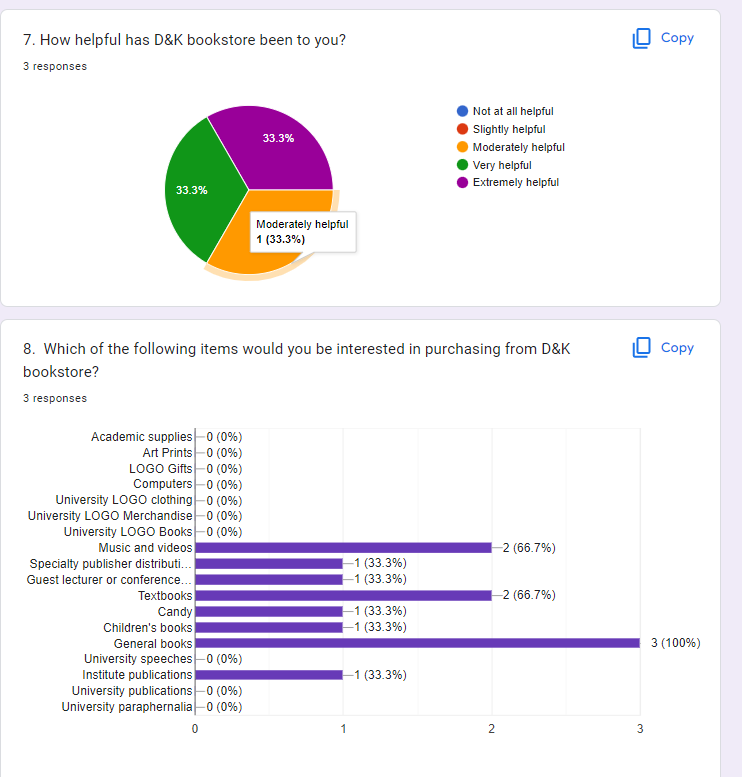 7. How helpful has D&K bookstore been to you?
Copy
3 responses
Not at all helpful
Slightly helpful
Moderately helpful
Very helpful
Extremely helpful
33.3%
33.3%
Moderately helpful
1 (33.3%)
8. Which of the following items would you be interested in purchasing from D&K
bookstore?
Copy
3 responses
Academic supplies 0 (0%)
Art Prints 0 (0%)
LOGO Gifts 0 (0%)
Computers 0 (0%)
University LOGO clothing 0 (0%)
University LOGO Merchandise 0 (0%)
University LOGO Books 0 (0%)
Music and videos 2 (66.7%)
Specialty publisher distributi... 1 (33.3%)
Guest lecturer or conference... 1 (33.3%)
Textbooks 2 (66.7%)
Candy 1 (33.3%)
Children's books 1 (33.3%)
General books 3 (100%)
University speeches 0 (0%)
Institute publications 1 (33.3%)
University publications 0 (0%)
University paraphernalia 0 (0%)
0 1 2 3